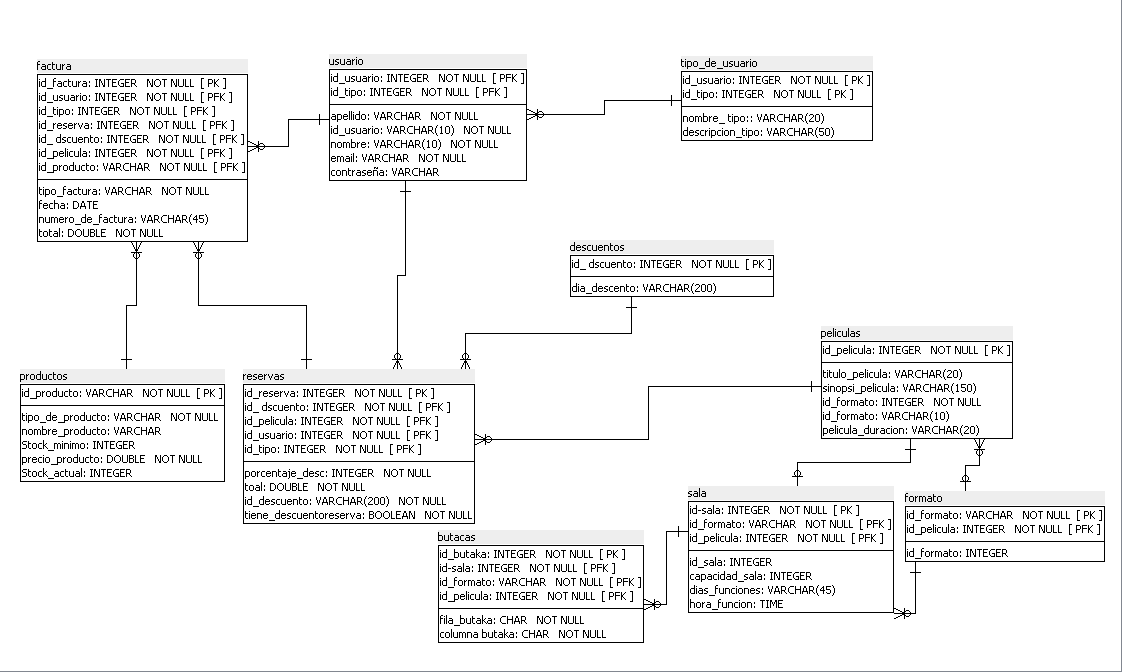 factura
id_factura: INTEGER NOT NULL [ PK ]
id_usuario: INTEGER NOT NULL [ PFK ]
id_tipo: INTEGER NOT NULL [ PFK ]
id_reserva: INTEGER NOT NULL [ PFK ]
id_ dscuento: INTEGER NOT NULL [ PFK ]
id_pelicula: INTEGER NOT NULL [ PFK ]
id_producto: VARCHAR NOT NULL [ PFK ]
tipo_factura: VARCHAR NOT NULL
fecha: DATE
numero_de_factura: VARCHAR(45)
total: DOUBLE NOT NULL
usuario
id_usuario: INTEGER NOT NULL [ PFK ]
id_tipo: INTEGER NOT NULL [ PFK ]
apellido: VARCHAR NOT NULL
id_usuario: VARCHAR(10) NOT NULL
nombre: VARCHAR(10) NOT NULL
email: VARCHAR NOT NULL
contraseña: VARCHAR
tipo_de_usuario
id_usuario: INTEGER NOT NULL [ PK ]
id_tipo: INTEGER NOT NULL [ PK ]
nombre_ tipo:: VARCHAR(20)
descripcion_tipo: VARCHAR(50)
descuentos
id_ dscuento: INTEGER NOT NULL [ PK ]
dia_descento: VARCHAR(200)
peliculas
id_pelicula: INTEGER NOT NULL [ PK ]
titulo_pelicula: VARCHAR(20)
sinopsi_pelicula: VARCHAR(150)
id_formato: INTEGER NOT NULL
id_formato: VARCHAR(10)
pelicula_duracion: VARCHAR(20)
productos
id_producto: VARCHAR NOT NULL [ PK ]
tipo_de_producto: VARCHAR NOT NULL
nombre_producto: VARCHAR
Stock_minimo: INTEGER
precio_producto: DOUBLE NOT NULL
Stock_actual: INTEGER
reservas
id_reserva: INTEGER NOT NULL [ PK ]
id_ dscuento: INTEGER NOT NULL [ PFK ]
id_pelicula: INTEGER NOT NULL [ PFK ]
id_usuario: INTEGER NOT NULL [ PFK ]
id_tipo: INTEGER NOT NULL [ PFK ]
porcentaje_desc: INTEGER NOT NULL
toal: DOUBLE NOT NULL
id_descuento: VARCHAR(200) NOT NULL
tiene_descuentoreserva: BOOLEAN NOT NULL
sala
id-sala: INTEGER NOT NULL [ PK ]
id_formato: VARCHAR NOT NULL [ PFK ]
id_pelicula: INTEGER NOT NULL [ PFK ]
id_sala: INTEGER
capacidad_sala: INTEGER
dias_funciones: VARCHAR(45)
hora_funcion: TIME
formato
id_formato: VARCHAR NOT NULL [ PK ]
id_pelicula: INTEGER NOT NULL [ PFK ]
id_formato: INTEGER
butacas
id_butaka: INTEGER NOT NULL [ PK ]
id-sala: INTEGER NOT NULL [ PFK ]
id_formato: VARCHAR NOT NULL [ PFK ]
id_pelicula: INTEGER NOT NULL [ PFK ]
fila_butaka: CHAR NOT NULL
columna butaka: CHAR NOT NULL